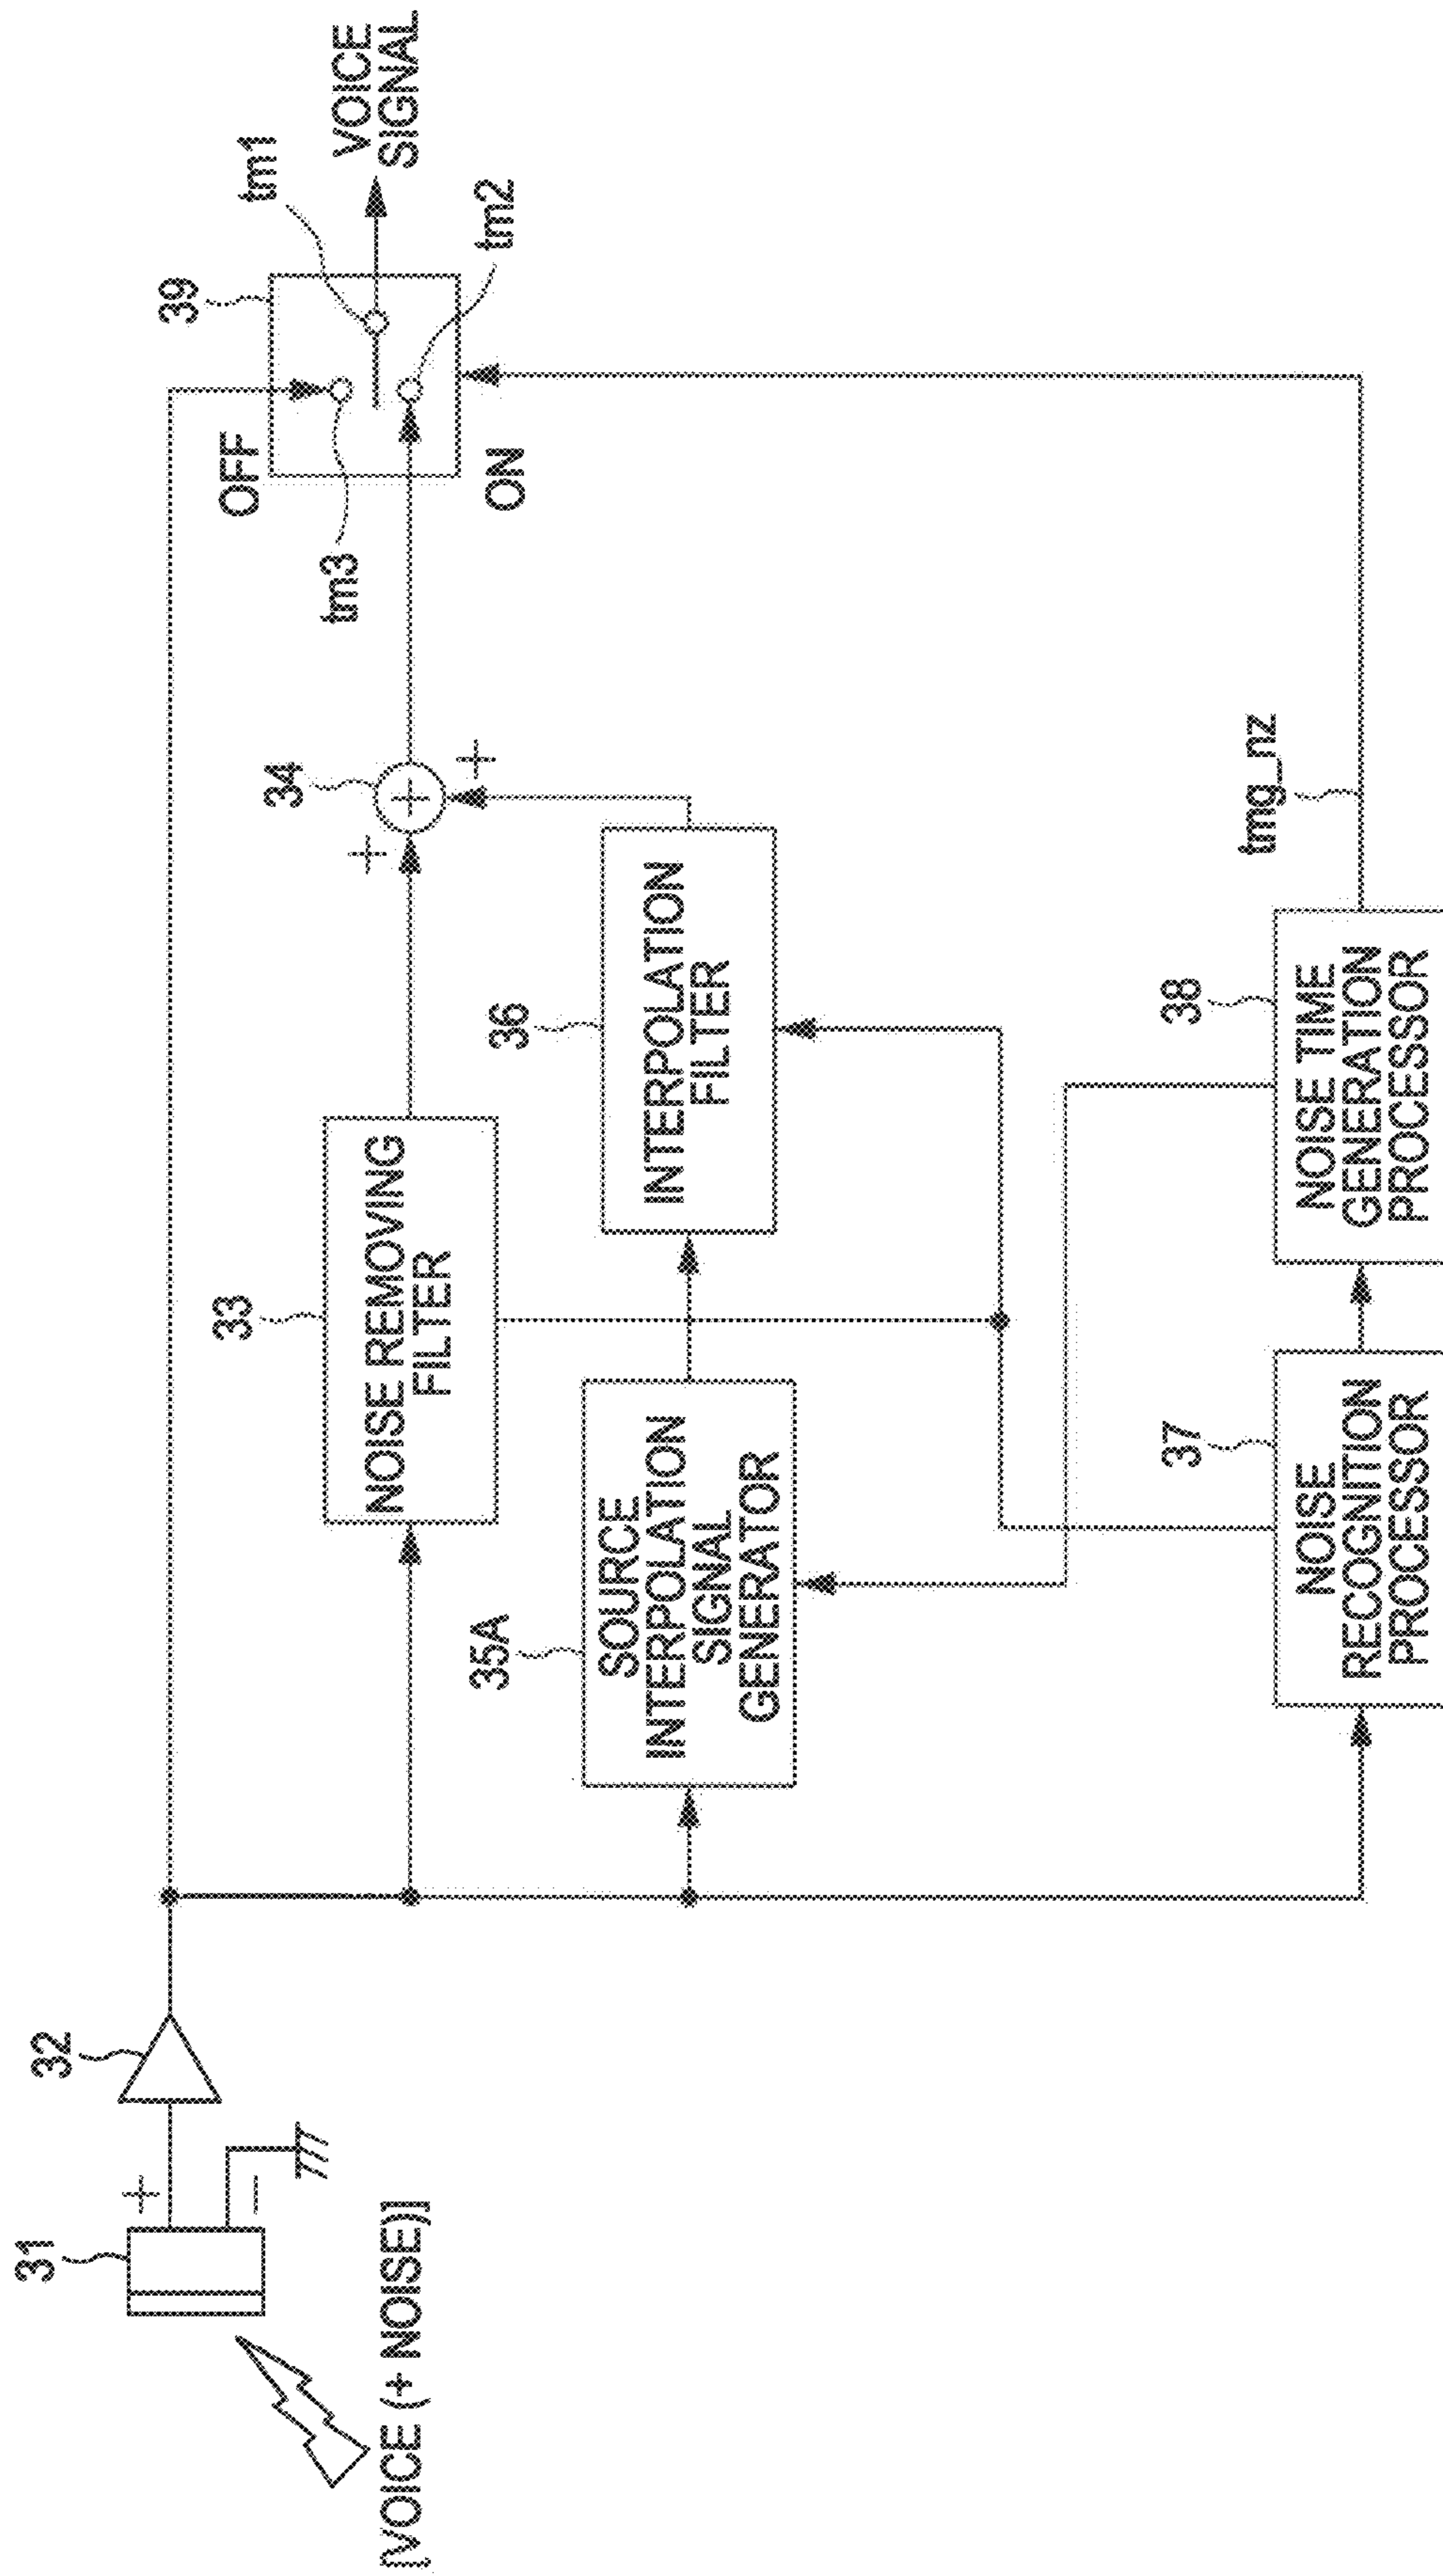 31
+
−
32
[VOICE (+ NOISE)]
33
NOISE REMOVING
FILTER
+
34
+
35A
SOURCE
INTERPOLATION
SIGNAL
GENERATOR
36
INTERPOLATION
FILTER
37
NOISE
RECOGNITION
PROCESSOR
38
NOISE TIME
GENERATION
PROCESSOR
tmg_nz
39
OFF
ON
tm3
tm1
tm2
VOICE
SIGNAL